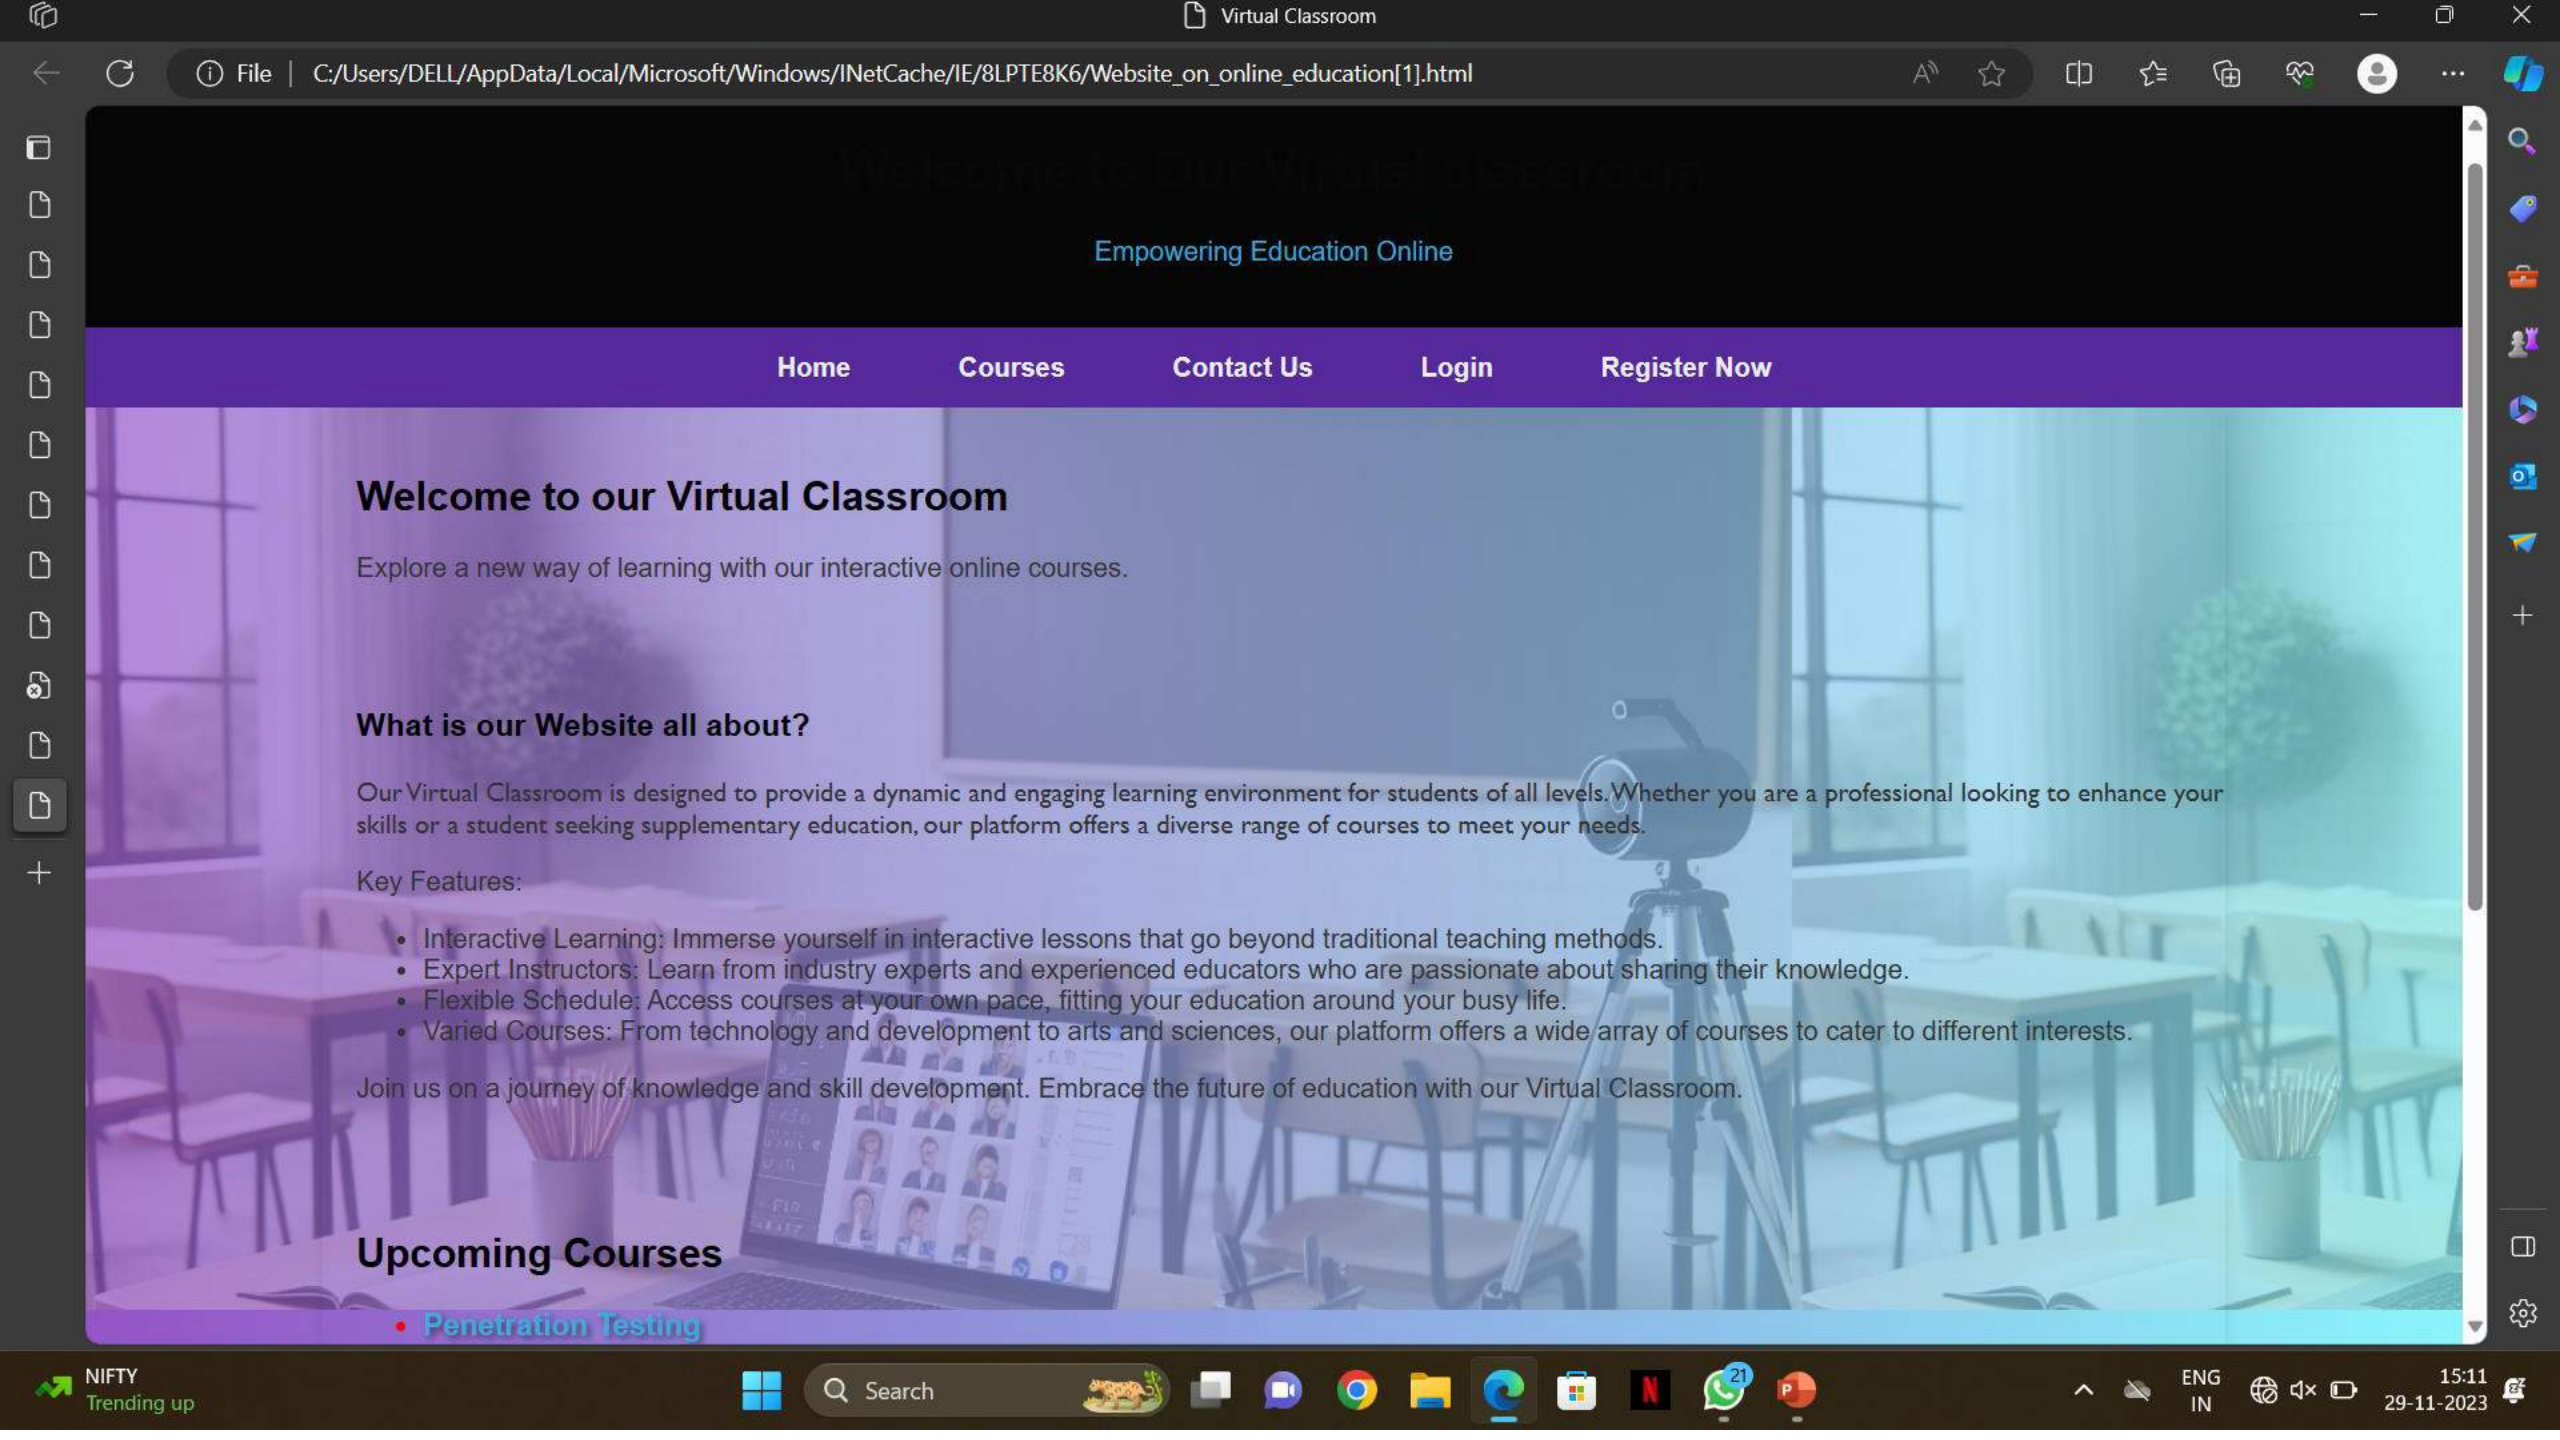 Virtual Classroom
File | C:/Users/DELL/AppData/Local/Microsoft/Windows/INetCache/IE/8LPTE8K6/Website_on_online_education[1].html
Welcome to Our Virtual classroom
Empowering Education Online
Home Courses Contact Us Login Register Now
Welcome to our Virtual Classroom
Explore a new way of learning with our interactive online courses.
What is our Website all about?
Our Virtual Classroom is designed to provide a dynamic and engaging learning environment for students of all levels. Whether you are a professional looking to enhance your
skills or a student seeking supplementary education, our platform offers a diverse range of courses to meet your needs.
Key Features:
• Interactive Learning: Immerse yourself in interactive lessons that go beyond traditional teaching methods.
• Expert Instructors: Learn from industry experts and experienced educators who are passionate about sharing their knowledge.
• Flexible Schedule: Access courses at your own pace, fitting your education around your busy life.
• Varied Courses: From technology and development to arts and sciences, our platform offers a wide array of courses to cater to different interests.
Join us on a journey of knowledge and skill development. Embrace the future of education with our Virtual Classroom.
Upcoming Courses
• Penetration Testing
NIFTY
Trending up
Search
21
ENG
IN
15:11
29-11-2023